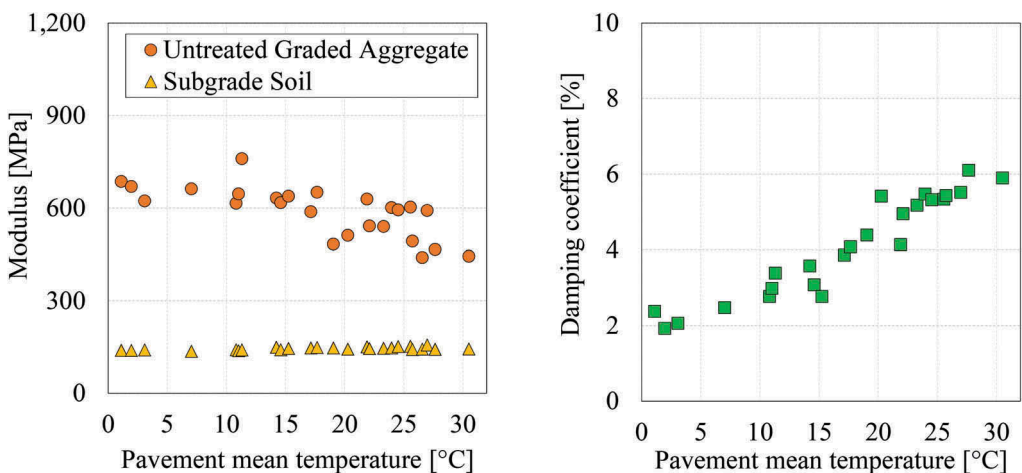 Modulus [MPa]
1,200
900
600
300
0
Untreated Graded Aggregate
Subgrade Soil
0 5 10 15 20 25 30
Pavement mean temperature [°C]
Damping coefficient [%]
10
8
6
4
2
0
0 5 10 15 20 25 30
Pavement mean temperature [°C]